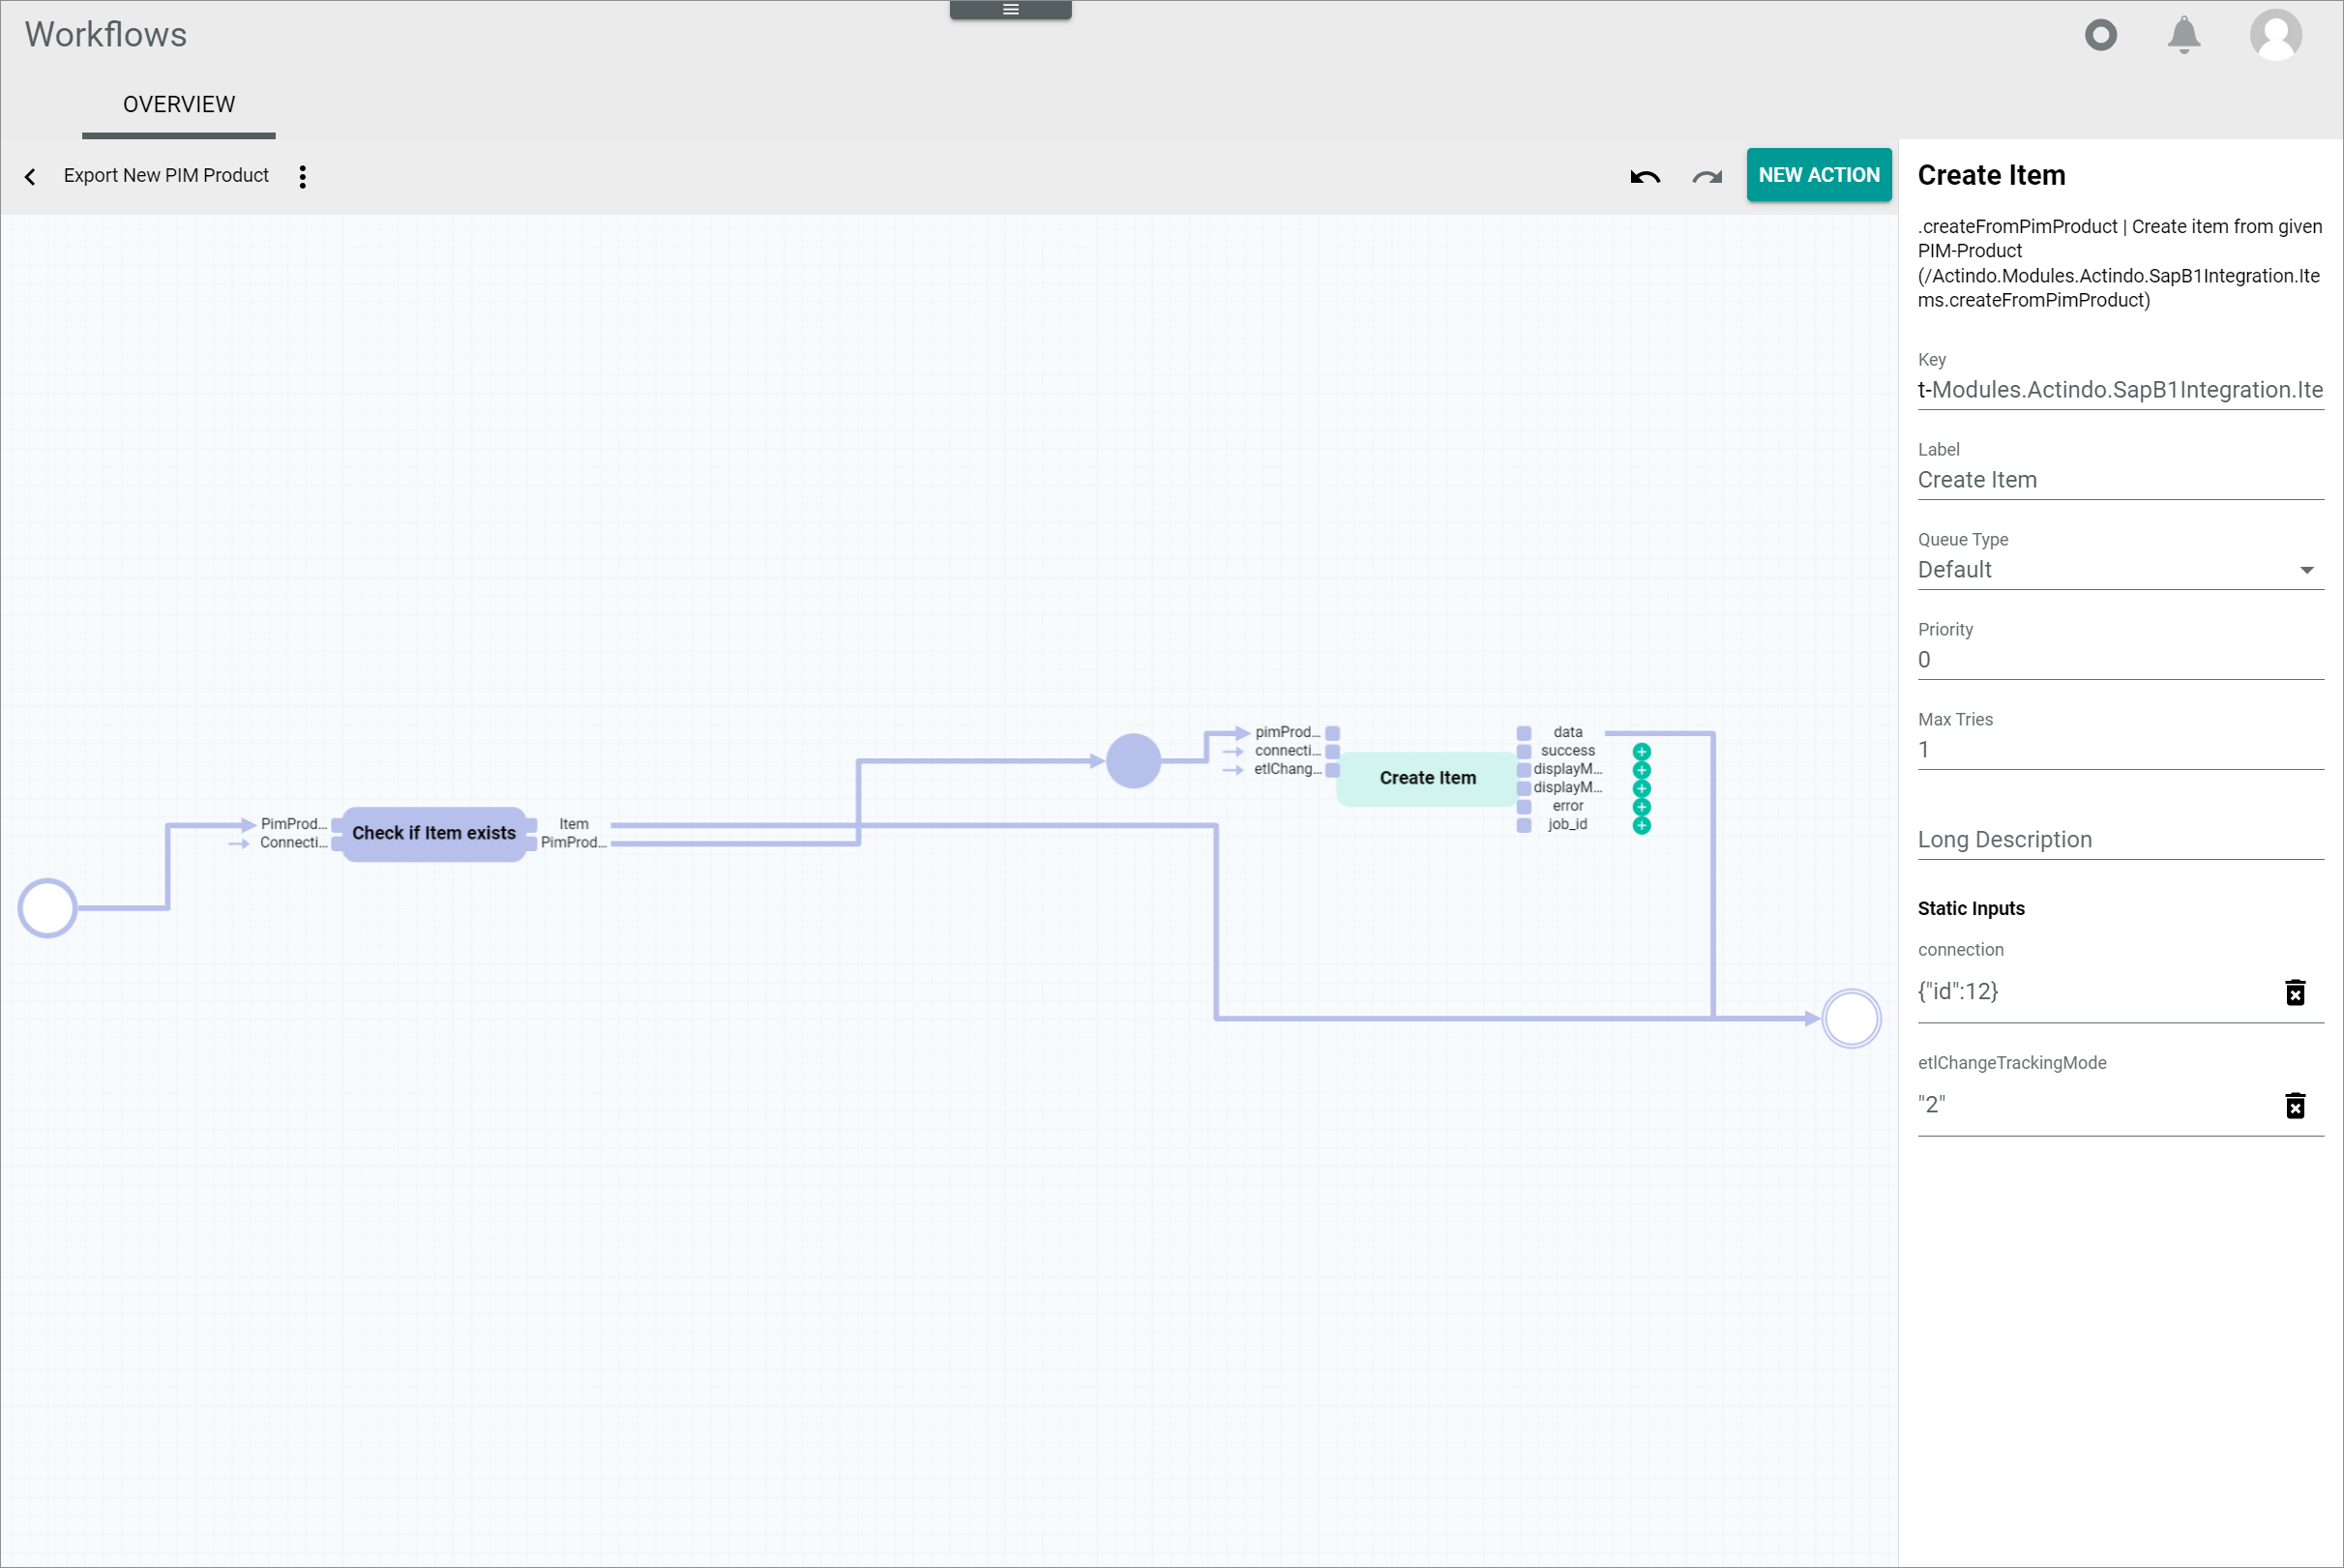 Workflows
OVERVIEW
Export New PIM Product
NEW ACTION
PimProd...
Connecti...
Check if Item exists
Item
PimProd...
pimProd...
connecti...
etlChang...
Create Item
data
success
displayM...
displayM...
error
job_id
Create Item
.createFromPimProduct | Create item from given
PIM-Product
(/Actindo.Modules.Actindo.SapB1Integration.Ite
ms.createFromPimProduct)
Key
t-Modules.Actindo.SapB1Integration.Ite
Label
Create Item
Queue Type
Default
Priority
0
Max Tries
1
Long Description
Static Inputs
connection
{"id":12}
etlChangeTrackingMode
"2"